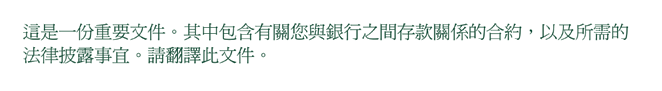 這是一份重要文件。其中包含有關您與銀行之間存款關係的合約，以及所需的
法律披露事宜。請翻譯此文件。